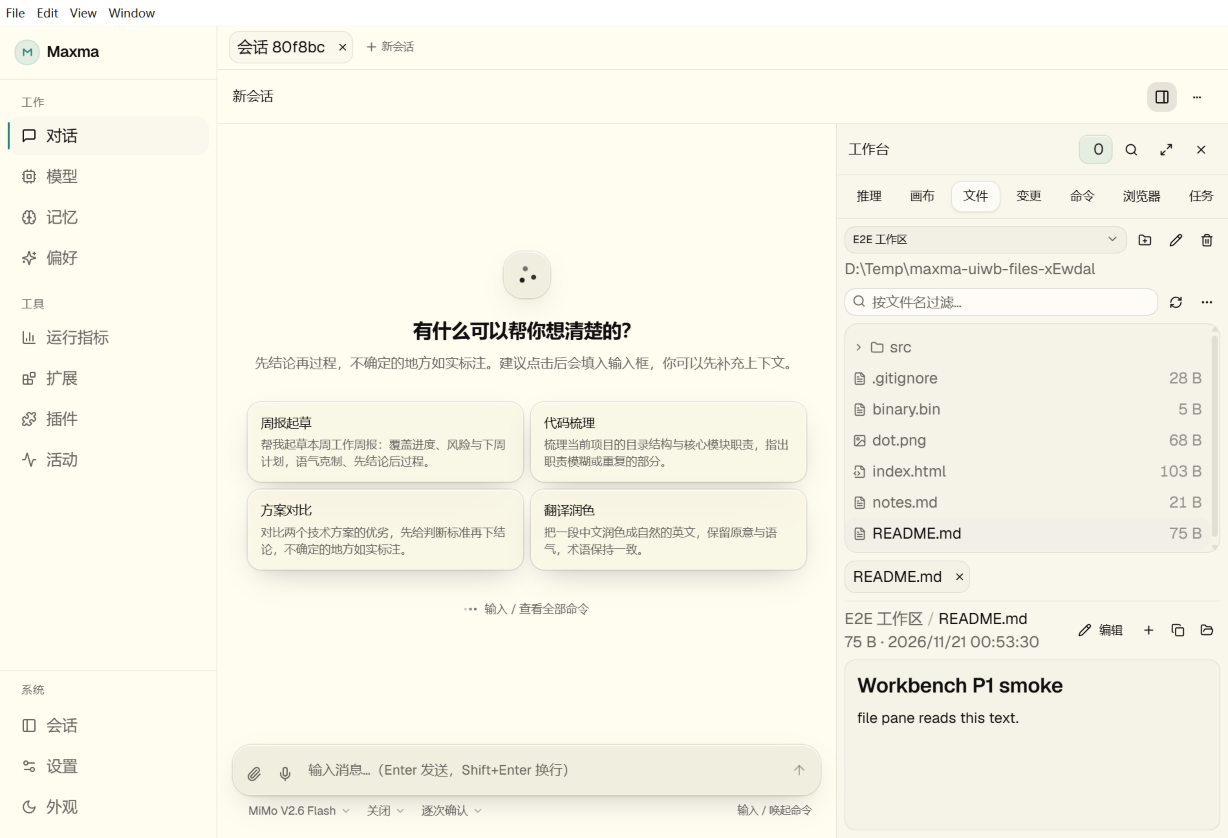 File Edit View Window
M Maxma
工作
对话
模型
记忆
偏好
工具
运行指标
扩展
插件
活动
系统
会话
设置
外观
会话 80f8bc × + 新会话
新会话
有什么可以帮你想清楚的？
先结论再过程，不确定的地方如实标注。建议点击后会填入输入框，你可以先补充上下文。
周报起草
帮我起草本周工作周报：覆盖进度、风险与下周
计划，语气克制、先结论后过程。
代码梳理
梳理当前项目的目录结构与核心模块职责，指出
职责模糊或重复的部分。
方案对比
对比两个技术方案的优劣，先给判断标准再下结
论，不确定的地方如实标注。
翻译润色
把一段中文润色成自然的英文，保留原意与语
气，术语保持一致。
输入 / 查看全部命令
输入消息...（Enter 发送，Shift+Enter 换行）
MiMo V2.6 Flash 关闭 逐次确认 输入 / 唤起命令
工作台 0
推理 画布 文件 变更 命令 浏览器 任务
E2E 工作区
D:\Temp\maxma-uiwb-files-xEwdal
按文件名过滤...
src
.gitignore 28 B
binary.bin 5 B
dot.png 68 B
index.html 103 B
notes.md 21 B
README.md 75 B
README.md ×
E2E 工作区 / README.md
75 B · 2026/11/21 00:53:30
编辑
Workbench P1 smoke
file pane reads this text.